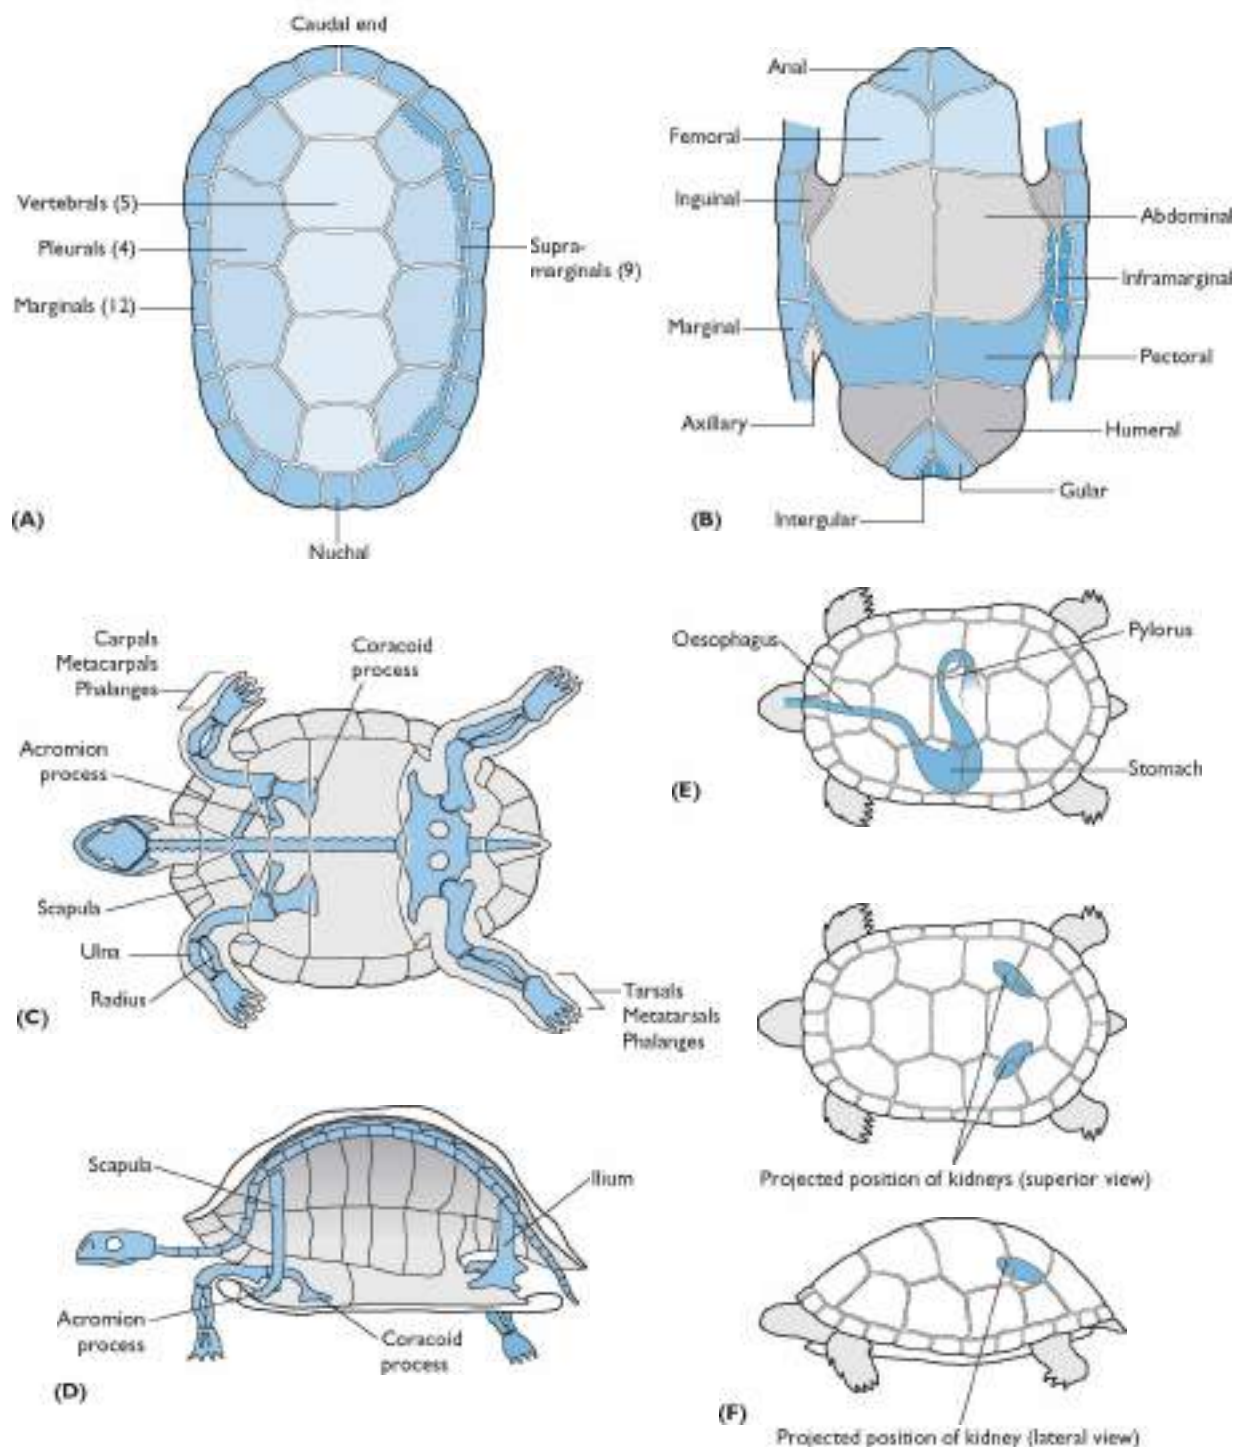 Caudal end
Vertebrals (5)
Pleurals (4)
Marginals (12)
Supra-
marginals (9)
Nuchal
(A)
Anal
Femoral
Inguinal
Marginal
Axillary
Abdominal
Inframarginal
Pectoral
Humeral
Gular
Intergular
(B)
Carpals
Metacarpals
Phalanges
Coracoid
process
Acromion
process
Scapula
Ulna
Radius
Tarsals
Metatarsals
Phalanges
(C)
Scapula
Ilium
Acromion
process
Coracoid
process
(D)
Oesophagus
Pylorus
Stomach
(E)
Projected position of kidneys (superior view)
(F)
Projected position of kidney (lateral view)